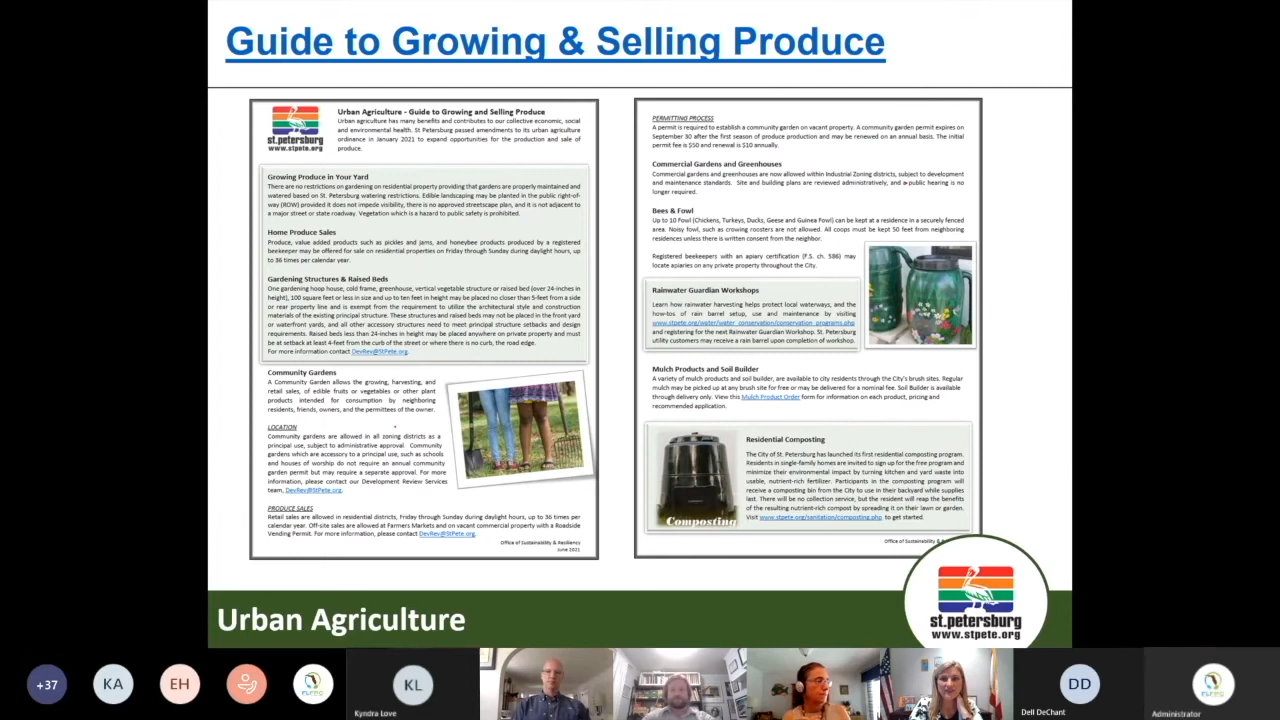 Guide to Growing & Selling Produce
st.petersburg
www.stpete.org
Urban Agriculture - Guide to Growing and Selling Produce
Urban agriculture has many benefits and contributes to our collective economic, social
and environmental health. St Petersburg passed amendments to its urban agriculture
ordinance in January 2021 to expand opportunities for the production and sale of
produce.
Growing Produce in Your Yard
There are no restrictions on gardening on residential property providing that gardens are properly maintained and
watered based on St. Petersburg watering restrictions. Edible landscaping may be planted in the public right-of-
way (ROW) provided it does not impede visibility, there is no approved streetscape plan, and it is not adjacent to
a major street or state roadway. Vegetation which is a hazard to public safety is prohibited.
Home Produce Sales
Produce, value added products such as pickles and jams, and honeybee products produced by a registered
beekeeper may be offered for sale on residential properties on Friday through Sunday during daylight hours, up
to 36 times per calendar year.
Gardening Structures & Raised Beds
One gardening hoop house, cold frame, greenhouse, vertical vegetable structure or raised bed (over 24-inches in
height), 100 square feet or less in size and up to ten feet in height may be placed no closer than 5-feet from a side
or rear property line and is exempt from the requirement to utilize the architectural style and construction
materials of the existing principal structure. These structures and raised beds may not be placed in the front yard
or waterfront yards, and all other accessory structures need to meet principal structure setbacks and design
requirements. Raised beds less than 24-inches in height may be placed anywhere on private property and must
be at setback at least 4-feet from the curb of the street or where there is no curb, the road edge.
For more information contact DevRev@StPete.org.
Community Gardens
A Community Garden allows the growing, harvesting, and
retail sales, of edible fruits or vegetables or other plant
products intended for consumption by neighboring
residents, friends, owners, and the permittees of the owner.
LOCATION
Community gardens are allowed in all zoning districts as a
principal use, subject to administrative approval. Community
gardens which are accessory to a principal use, such as schools
and houses of worship do not require an annual community
garden permit but may require a separate approval. For more
information, please contact our Development Review Services
team, DevRev@StPete.org.
PRODUCE SALES
Retail sales are allowed in residential districts, Friday through Sunday during daylight hours, up to 36 times per
calendar year. Off-site sales are allowed at Farmers Markets and on vacant commercial property with a Roadside
Vending Permit. For more information, please contact DevRev@StPete.org.
Office of Sustainability & Resiliency
June 2021
PERMITTING PROCESS
A permit is required to establish a community garden on vacant property. A community garden permit expires on
September 30 after the first season of produce production and may be renewed on an annual basis. The initial
permit fee is $50 and renewal is $10 annually.
Commercial Gardens and Greenhouses
Commercial gardens and greenhouses are now allowed within Industrial Zoning districts, subject to development
and maintenance standards. Site and building plans are reviewed administratively, and a public hearing is no
longer required.
Bees & Fowl
Up to 10 Fowl (Chickens, Turkeys, Ducks, Geese and Guinea Fowl) can be kept at a residence in a securely fenced
area. Noisy fowl, such as crowing roosters are not allowed. All coops must be kept 50 feet from neighboring
residences unless there is written consent from the neighbor.
Registered beekeepers with an apiary certification (F.S. ch. 586) may
locate apiaries on any private property throughout the City.
Rainwater Guardian Workshops
Learn how rainwater harvesting helps protect local waterways, and the
how-tos of rain barrel setup, use and maintenance by visiting
www.stpete.org/water/water_conservation/conservation_programs.php
and registering for the next Rainwater Guardian Workshop. St. Petersburg
utility customers may receive a rain barrel upon completion of workshop.
Mulch Products and Soil Builder
A variety of mulch products and soil builder, are available to city residents through the City's brush sites. Regular
mulch may be picked up at any brush site for free or may be delivered for a nominal fee. Soil Builder is available
through delivery only. View this Mulch Product Order form for information on each product, pricing and
recommended application.
Composting
Residential Composting
The City of St. Petersburg has launched its first residential composting program.
Residents in single-family homes are invited to sign up for the free program and
minimize their environmental impact by turning kitchen and yard waste into
usable, nutrient-rich fertilizer. Participants in the composting program will
receive a composting bin from the City to use in their backyard while supplies
last. There will be no collection service, but the resident will reap the benefits
of the resulting nutrient-rich compost by spreading it on their lawn or garden.
Visit www.stpete.org/sanitation/composting.php to get started.
Office of Sustainability &
Urban Agriculture
st.petersburg
www.stpete.org
+37
KA
EH
FLFPC
KL
Kyndra Love
DD
Dell DeChant
FLFPC
Administrator